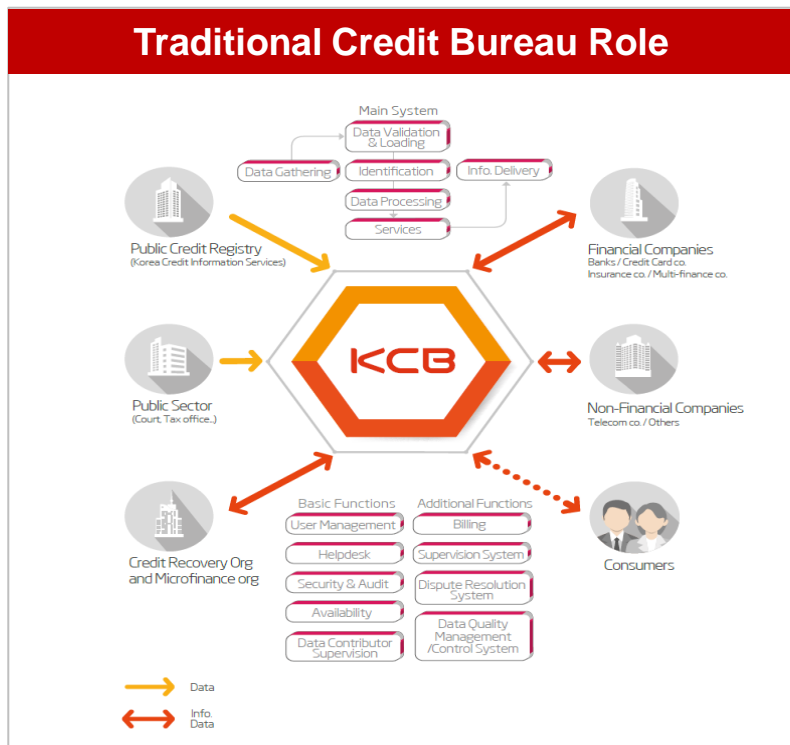 Traditional Credit Bureau Role
Main System
Data Validation
& Loading
Data Gathering
Identification
Info. Delivery
Data Processing
Services
Public Credit Registry
(Korea Credit Information Services)
Financial Companies
Banks / Credit Card co.
Insurance co. / Multi-finance co.
KCB
Public Sector
(Court, Tax office..)
Non-Financial Companies
Telecom co. / Others
Credit Recovery Org
and Microfinance org
Consumers
Basic Functions
User Management
Helpdesk
Security & Audit
Availability
Data Contributor
Supervision
Additional Functions
Billing
Supervision System
Dispute Resolution
System
Data Quality
Management
/Control System
Data
Info.
Data